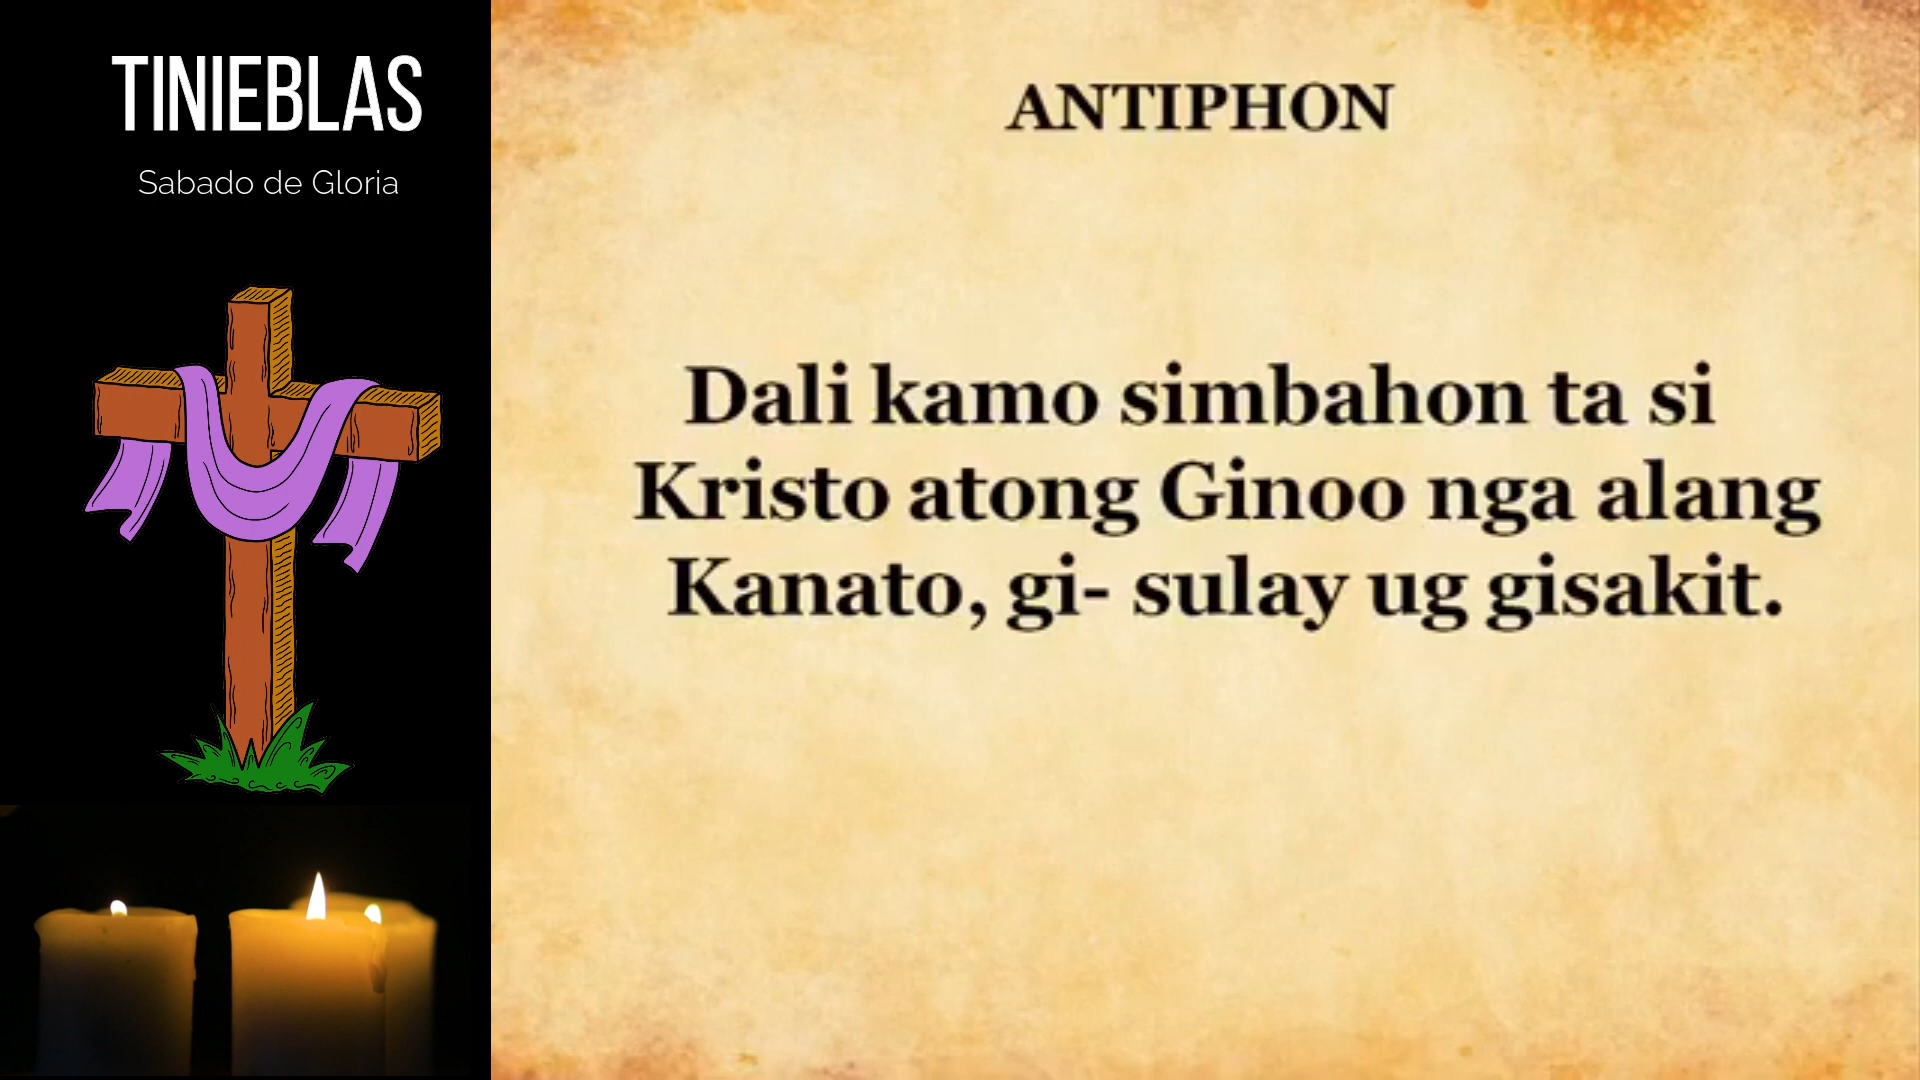 TINIEBLAS
Sabado de Gloria
ANTIPHON
Dali kamo simbahon ta si
Kristo atong Ginoo nga alang
Kanato, gi- sulay ug gisakit.